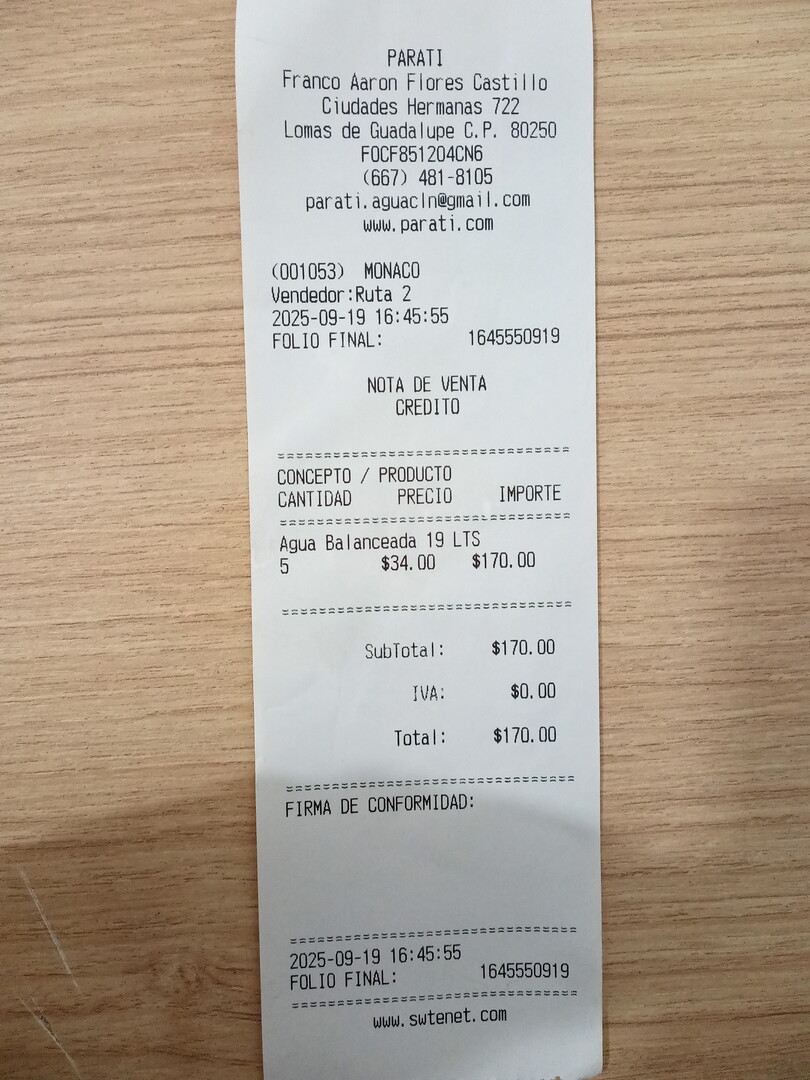 PARATI
Franco Aaron Flores Castillo
Ciudades Hermanas 722
Lomas de Guadalupe C.P. 80250
FOCF851204CN6
(667) 481-8105
parati.aguacln@gmail.com
www.parati.com
(001053) MONACO
Vendedor:Ruta 2
2025-09-19 16:45:55
FOLIO FINAL: 1645550919
NOTA DE VENTA
CREDITO
==============================
CONCEPTO / PRODUCTO
CANTIDAD PRECIO IMPORTE
==============================
Agua Balanceada 19 LTS
5 $34.00 $170.00
==============================
SubTotal: $170.00
IVA: $0.00
Total: $170.00
==============================
FIRMA DE CONFORMIDAD:
==============================
2025-09-19 16:45:55
FOLIO FINAL: 1645550919
==============================
www.swtenet.com